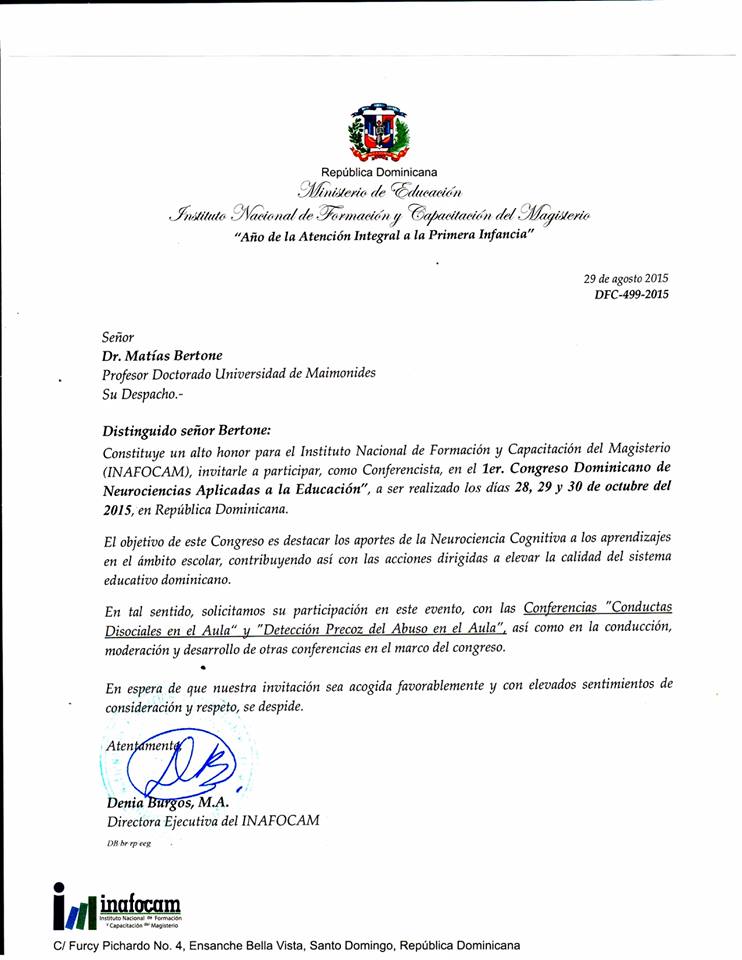 República Dominicana
Ministerio de Educación
Instituto Nacional de Formación y Capacitación del Magisterio
“Año de la Atención Integral a la Primera Infancia”
29 de agosto 2015
DFC-499-2015
Señor
Dr. Matías Bertone
Profesor Doctorado Universidad de Maimonides
Su Despacho.-
Distinguido señor Bertone:
Constituye un alto honor para el Instituto Nacional de Formación y Capacitación del Magisterio
(INAFOCAM), invitarle a participar, como Conferencista, en el 1er. Congreso Dominicano de
Neurociencias Aplicadas a la Educación”, a ser realizado los días 28, 29 y 30 de octubre del
2015, en República Dominicana.
El objetivo de este Congreso es destacar los aportes de la Neurociencia Cognitiva a los aprendizajes
en el ámbito escolar, contribuyendo así con las acciones dirigidas a elevar la calidad del sistema
educativo dominicano.
En tal sentido, solicitamos su participación en este evento, con las Conferencias "Conductas
Disociales en el Aula“ y "Detección Precoz del Abuso en el Aula", así como en la conducción,
moderación y desarrollo de otras conferencias en el marco del congreso.
En espera de que nuestra invitación sea acogida favorablemente y con elevados sentimientos de
consideración y respeto, se despide.
Atentamente
DB
Denia Burgos, M.A.
Directora Ejecutiva del INAFOCAM
DB br rp eeg
inafocam
Instituto Nacional de Formación
y Capacitación del Magisterio
C/ Furcy Pichardo No. 4, Ensanche Bella Vista, Santo Domingo, República Dominicana